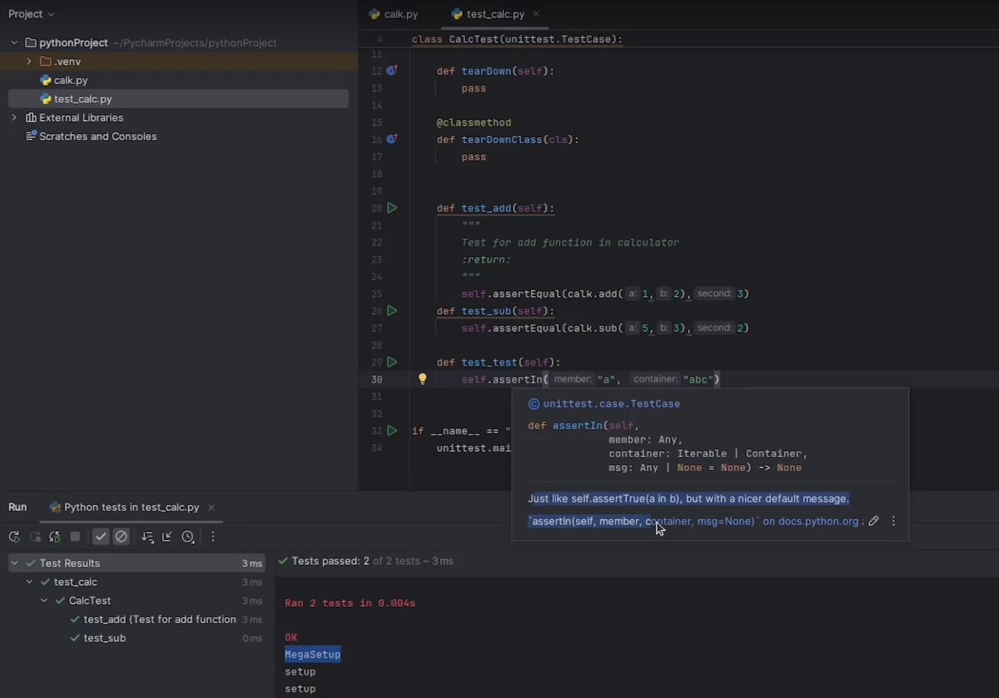 Project
calk.py
test_calc.py
pythonProject ~/PycharmProjects/pythonProject
.venv
calk.py
test_calc.py
External Libraries
Scratches and Consoles
4 class CalcTest(unittest.TestCase):
11
12 def tearDown(self):
13 pass
14
15 @classmethod
16 def tearDownClass(cls):
17 pass
18
19
20 def test_add(self):
21 """
22 Test for add function in calculator
23 :return:
24 """
25 self.assertEqual(calk.add( a: 1, b: 2), second: 3)
26 def test_sub(self):
27 self.assertEqual(calk.sub( a: 5, b: 3), second: 2)
28
29 def test_test(self):
30 self.assertIn( member: "a", container: "abc")
31
32
33 if __name__ == "
34 unittest.mai
unittest.case.TestCase
def assertIn(self,
member: Any,
container: Iterable | Container,
msg: Any | None = None) -> None
Just like self.assertTrue(a in b), but with a nicer default message.
`assertIn(self, member, container, msg=None)` on docs.python.org
Run
Python tests in test_calc.py
Test Results 3 ms
test_calc 3 ms
CalcTest 3 ms
test_add (Test for add function 3 ms
test_sub 0 ms
Tests passed: 2 of 2 tests – 3 ms
Ran 2 tests in 0.004s
OK
MegaSetup
setup
setup